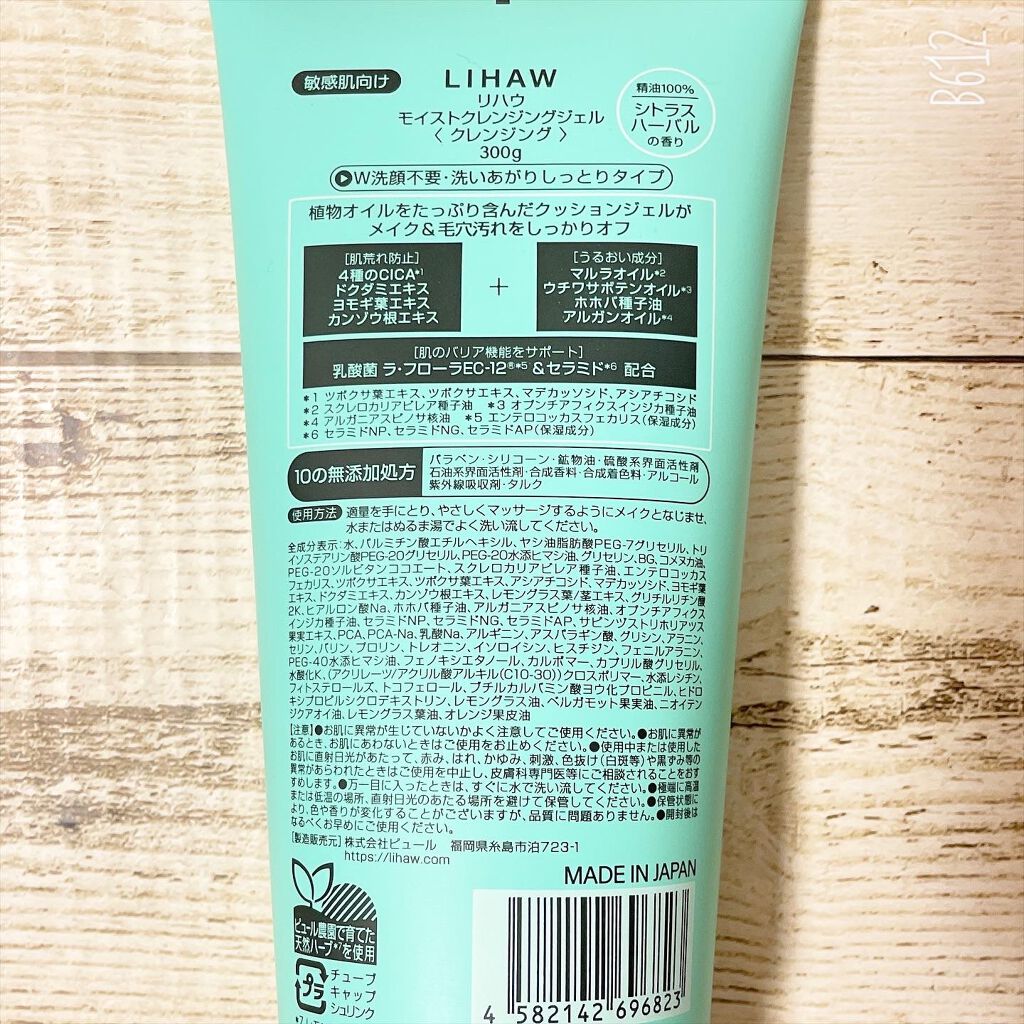 敏感肌向け
LIHAW
リハウ
モイストクレンジングジェル
〈 クレンジング 〉
300g
精油100%
シトラス
ハーバル
の香り
W洗顔不要・洗いあがりしっとりタイプ
植物オイルをたっぷり含んだクッションジェルが
メイク&毛穴汚れをしっかりオフ
[肌荒れ防止]
4種のCICA*1
ドクダミエキス
ヨモギ葉エキス
カンゾウ根エキス
+
[うるおい成分]
マルラオイル*2
ウチワサボテンオイル*3
ホホバ種子油
アルガンオイル*4
[肌のバリア機能をサポート]
乳酸菌 ラ・フローラEC-12®*5 &セラミド*6 配合
*1 ツボクサ葉エキス、ツボクサエキス、マデカッソシド、アシアチコシド
*2 スクレロカリアビレア種子油 *3 オプンチアフィクスインジカ種子油
*4 アルガニアスピノサ核油 *5 エンテロコッカスフェカリス(保湿成分)
*6 セラミドNP、セラミドNG、セラミドAP(保湿成分)
10の無添加処方
パラベン・シリコーン・鉱物油・硫酸系界面活性剤
石油系界面活性剤・合成香料・合成着色料・アルコール
紫外線吸収剤・タルク
使用方法 適量を手にとり、やさしくマッサージするようにメイクとなじませ、
水またはぬるま湯でよく洗い流してください。
全成分表示:水、パルミチン酸エチルヘキシル、ヤシ油脂肪酸PEG-7グリセリル、トリ
イソステアリン酸PEG-20グリセリル、PEG-20水添ヒマシ油、グリセリン、BG、コメヌカ油、
PEG-20ソルビタンココエート、スクレロカリアビレア種子油、エンテロコッカス
フェカリス、ツボクサエキス、ツボクサ葉エキス、アシアチコシド、マデカッソシド、ヨモギ葉
エキス、ドクダミエキス、カンゾウ根エキス、レモングラス葉/茎エキス、グリチルリチン酸
2K、ヒアルロン酸Na、ホホバ種子油、アルガニアスピノサ核油、オプンチアフィクス
インジカ種子油、セラミドNP、セラミドNG、セラミドAP、サピンヅストリホリアッス
果実エキス、PCA、PCA-Na、乳酸Na、アルギニン、アスパラギン酸、グリシン、アラニン、
セリン、バリン、プロリン、トレオニン、イソロイシン、ヒスチジン、フェニルアラニン、
PEG-40水添ヒマシ油、フェノキシエタノール、カルボマー、カプリル酸グリセリル、
水酸化K、(アクリレーツ/アクリル酸アルキル(C10-30))クロスポリマー、水添レシチン、
フィトステロールズ、トコフェロール、ブチルカルバミン酸ヨウ化プロピニル、ヒドロ
キシプロピルシクロデキストリン、レモングラス油、ベルガモット果実油、ニオイテン
ジクアオイ油、レモングラス葉油、オレンジ果皮油
[注意]●お肌に異常が生じていないかよく注意してご使用ください。●お肌に異常が
あるとき、お肌にあわないときはご使用をお止めください。●使用中または使用した
お肌に直射日光があたって、赤み、はれ、かゆみ、刺激、色抜け(白斑等)や黒ずみ等の
異常があらわれたときはご使用を中止し、皮膚科専門医等にご相談されることをおす
すめします。●万一目に入ったときは、すぐに水で洗い流してください。●極端に高温
または低温の場所、直射日光のあたる場所を避けて保管してください。●保管状態に
より、色や香りが変化することがございますが、品質に問題ありません。●開封後は
なるべくお早めにご使用ください。
[製造販売元] 株式会社ピュール 福岡県糸島市泊723-1
https://lihaw.com
MADE IN JAPAN
ピュール農園で育てた
天然ハーブ*7を使用
プラ
チューブ
キャップ
シュリンク
4 582142 696823
B612